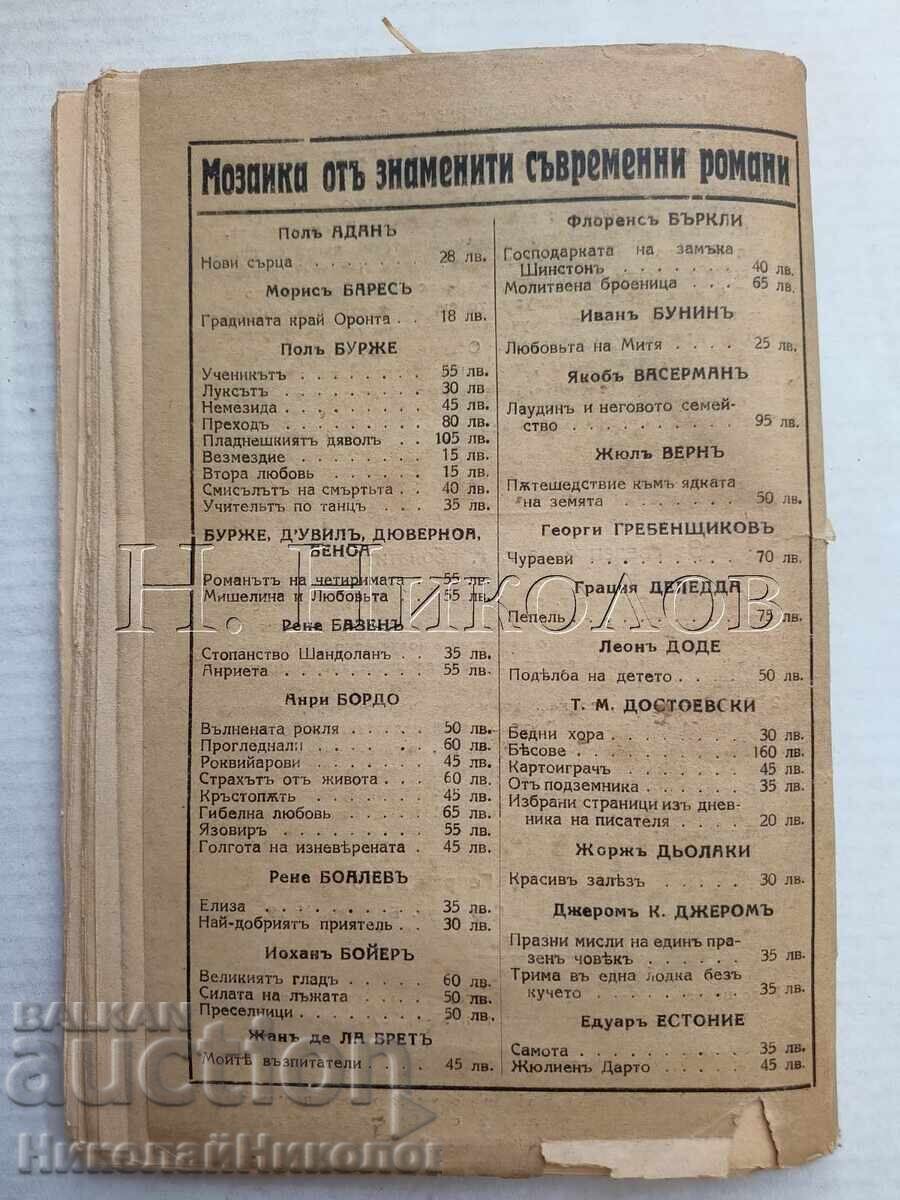 Мозаика отъ знаменити съвременни романи
Полъ АДАНЪ
Нови сърца . . . . . . . 28 лв.
Морисъ БАРЕСЪ
Градината край Оронта . . 18 лв.
Полъ БУРЖЕ
Ученикътъ . . . . . . . . 55 лв.
Луксътъ . . . . . . . . . 30 лв
Немезида . . . . . . . . 45 лв.
Преходъ . . . . . . . . . 80 лв.
Пладнешкиятъ дяволъ . . 105 лв.
Везмездие . . . . . . . . 15 лв.
Втора любовь . . . . . . 15 лв.
Смисълътъ на смъртьта . . 40 лв.
Учительтъ по танцъ . . . 35 лв.
БУРЖЕ, Д'УВИЛЪ, ДЮВЕРНОА,
БЕНОА
Романътъ на четиримата . 55 лв.
Мишелина и Любовьта . . 55 лв.
Рене БАЗЕНЪ
Стопанство Шандоланъ . . 35 лв.
Анриета . . . . . . . . . 55 лв.
Анри БОРДО
Вълнената рокля . . . . . 50 лв.
Прогледнали . . . . . . . 60 лв.
Роквийарови . . . . . . . 45 лв.
Страхътъ отъ живота . . . 60 лв.
Кръстопѫть . . . . . . . 45 лв.
Гибелна любовь . . . . . 65 лв.
Язовиръ . . . . . . . . . 55 лв.
Голгота на изневѣрената . 45 лв.
Рене БОАЛЕВЪ
Елиза . . . . . . . . . 35 лв.
Най-добриятъ приятель . . 30 лв.
Иоханъ БОЙЕРЪ
Великиятъ гладъ . . . . . 60 лв.
Силата на лъжата . . . . 50 лв.
Преселници . . . . . . . 50 лв.
Жанъ де ЛА БРЕТЪ
Моитѣ възпитатели . . . . 45 лв.
Флоренсъ БЪРКЛИ
Господарката на замъка
Шинстонъ . . . . . . . 40 лв.
Молитвена броеница . . . 65 лв.
Иванъ БУНИНЪ
Любовьта на Митя . . . . 25 лв.
Якобъ ВАСЕРМАНЪ
Лаудинъ и неговото семей-
ство . . . . . . . . . 95 лв.
Жюлъ ВЕРНЪ
Пѫтешедствие къмъ ядката
на земята . . . . . . . 50 лв.
Георги ГРЕБЕНЩИКОВЪ
Чураеви . . . . . . . . . 70 лв.
Грация ДЕЛЕДДА
Пепель . . . . . . . . . 75 лв.
Леонъ ДОДЕ
Подѣлба на детето . . . . 50 лв.
Т. М. ДОСТОЕВСКИ
Бедни хора . . . . . . . 30 лв.
Бѣсове . . . . . . . . . 160 лв.
Картоиграчъ . . . . . . . 45 лв.
Отъ подземника . . . . . 35 лв.
Избрани страници изъ днев-
ника на писателя . . . . 20 лв.
Жоржъ ДЬОЛАКИ
Красивъ залѣзъ . . . . . 30 лв.
Джеромъ К. ДЖЕРОМЪ
Празни мисли на единъ пра-
зенъ човѣкъ . . . . . . 35 лв.
Трима въ една лодка безъ
кучето . . . . . . . . 35 лв.
Едуаръ ЕСТОНИЕ
Самота . . . . . . . . . 35 лв.
Жюлиенъ Дарто . . . . . 45 лв.
Н. НИКОЛОВ
BALKAN
auction
НиколайНиколов